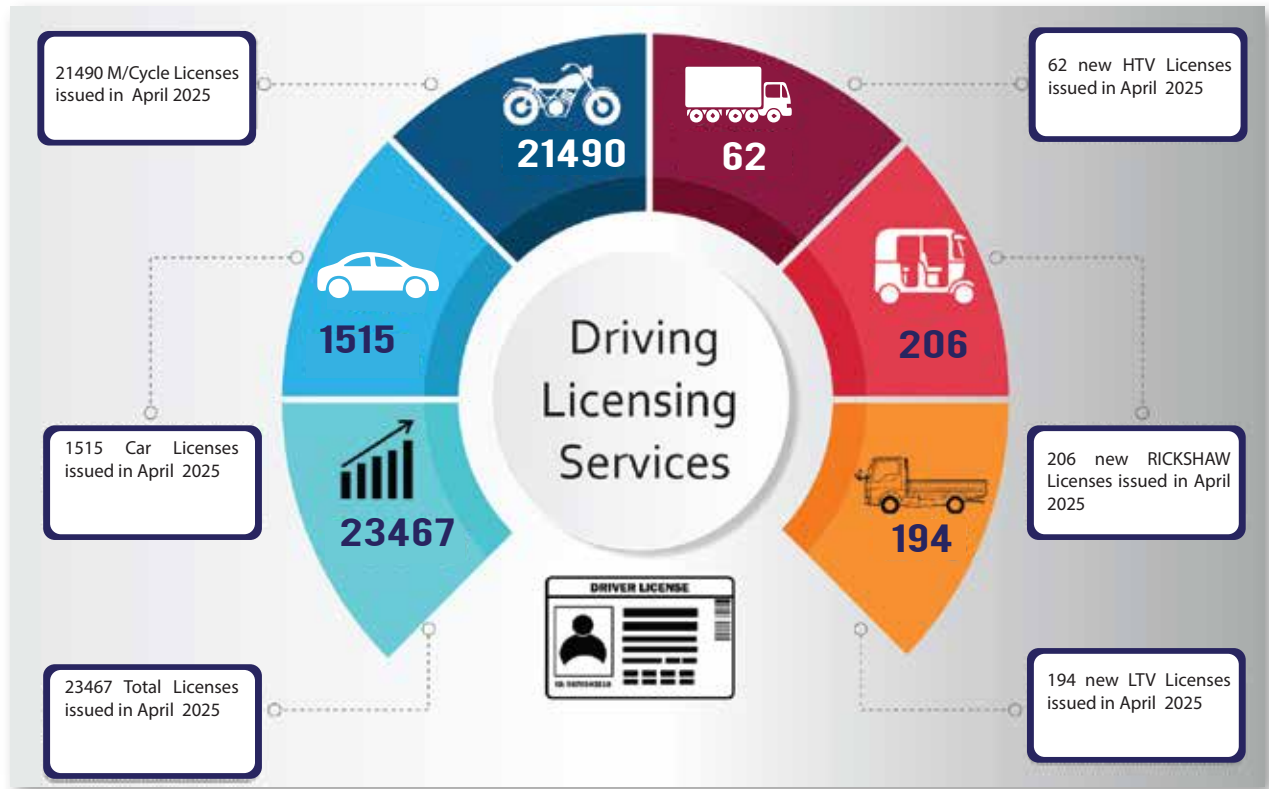 21490 M/Cycle Licenses
issued in April 2025
62 new HTV Licenses
issued in April 2025
21490
62
1515
206
Driving
Licensing
Services
1515 Car Licenses
issued in April 2025
206 new RICKSHAW
Licenses issued in April
2025
23467
194
DRIVER LICENSE
23467 Total Licenses
issued in April 2025
194 new LTV Licenses
issued in April 2025